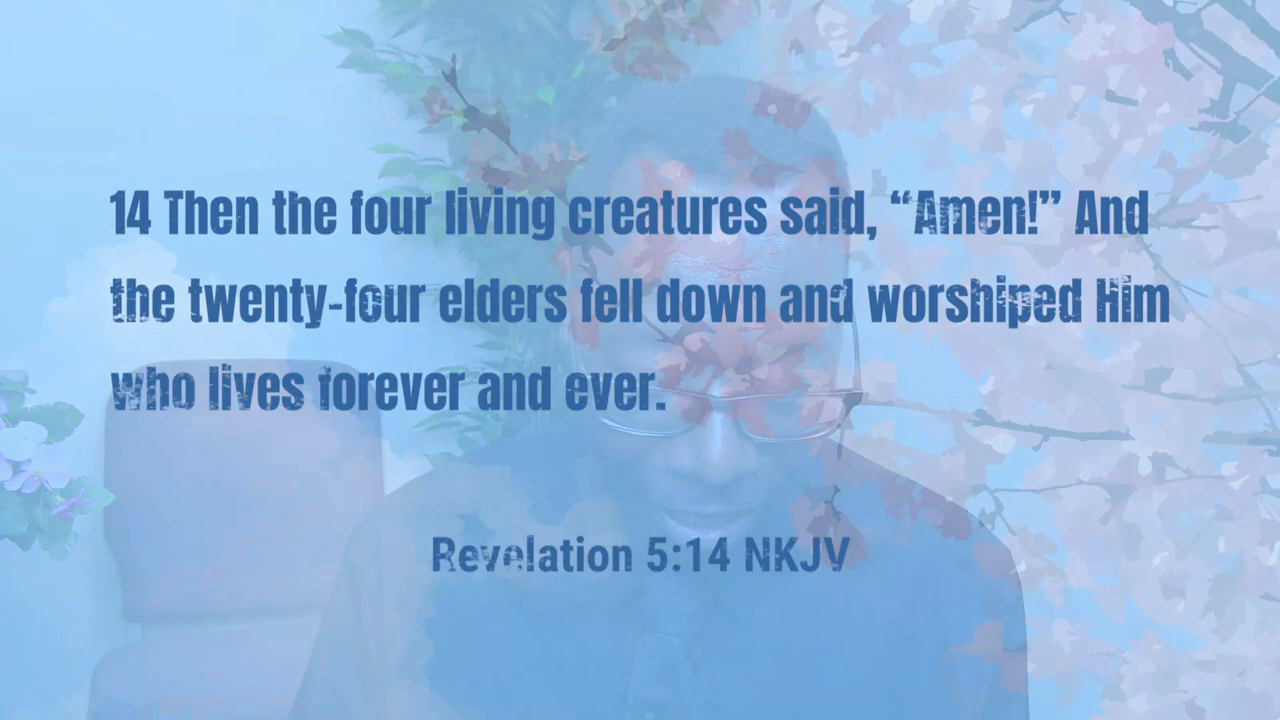 14 Then the four living creatures said, “Amen!” And
the twenty-four elders fell down and worshiped Him
who lives forever and ever.
Revelation 5:14 NKJV